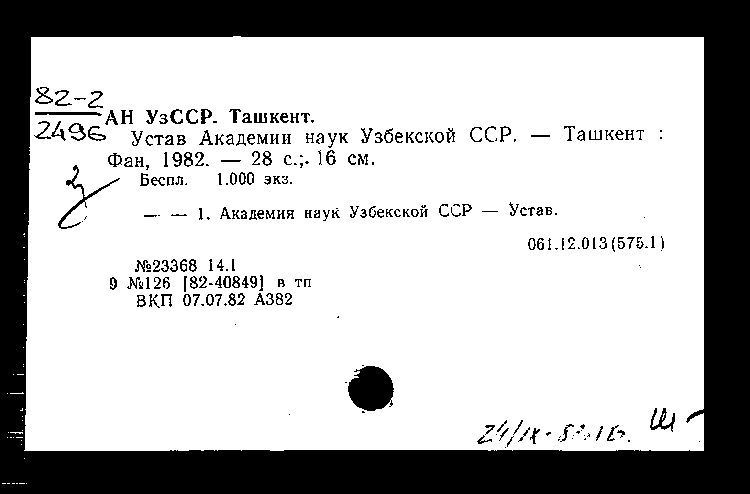 82-2
2496
АН УзССР. Ташкент.
Устав Академии наук Узбекской ССР. — Ташкент :
Фан, 1982. — 28 с.;. 16 см.
Беспл. 1.000 экз.
— — 1. Академия наук Узбекской ССР — Устав.
061.12.013(575.1)
№23368 14.1
9 №126 [82-40849] в тп
ВКП 07.07.82 А382
24/IX-